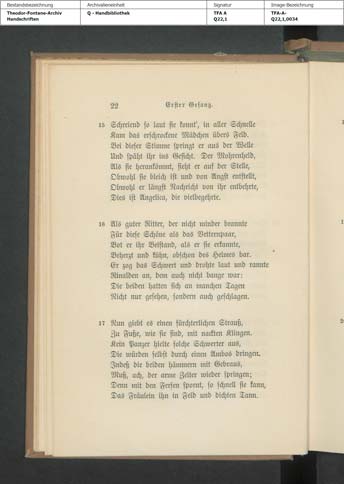 Bestandsbezeichnung
Theodor-Fontane-Archiv
Handschriften
Archivalieneinheit
Q - Handbibliothek
Signatur
TFA A
Q22,1
Image-Bezeichnung
TFA-A-
Q22,1,0034
22 Erster Gesang.
15 Schreiend so laut sie konnt', in aller Schnelle
Kam das erschrockene Mädchen übers Feld.
Bei dieser Stimme springt er aus der Welle
Und späht ihr ins Gesicht. Der Mohrenheld,
Als sie herankömmt, sieht er auf der Stelle,
Obwohl sie bleich ist und von Angst entstellt,
Obwohl er längst Nachricht von ihr entbehrte,
Dies ist Angelica, die vielbegehrte.
16 Als guter Ritter, der nicht minder brannte
Für diese Schöne als das Vetternpaar,
Bot er ihr Beistand, als er sie erkannte,
Beherzt und kühn, obschon des Helmes bar.
Er zog das Schwert und drohte laut und rannte
Rinalden an, dem auch nicht bange war:
Die beiden hatten sich an manchen Tagen
Nicht nur gesehen, sondern auch geschlagen.
17 Nun giebt es einen fürchterlichen Strauß,
Zu Fuße, wie sie sind, mit nackten Klingen.
Kein Panzer hielte solche Schwerter aus,
Die würden selbst durch einen Ambos dringen.
Indeß die beiden hämmern mit Gebraus,
Muß, ach, der arme Zelter wieder springen;
Denn mit den Fersen spornt, so schnell sie kann,
Das Fräulein ihn in Feld und dichten Tann.